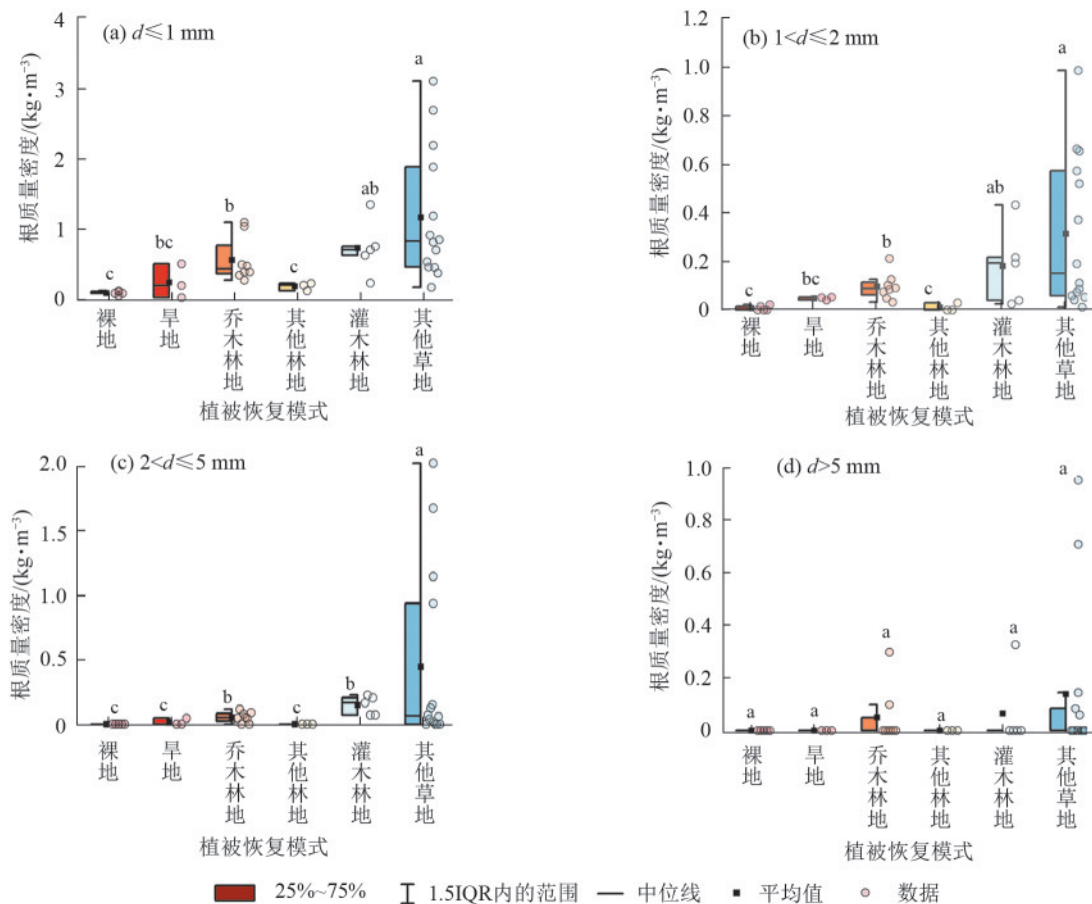 (a) d≤1 mm
根质量密度/(kg·m⁻³)
4
3
2
1
0
c
bc
b
c
ab
a
裸地
旱地
乔木林地
其他林地
灌木林地
其他草地
植被恢复模式
(b) 1<d≤2 mm
根质量密度/(kg·m⁻³)
1.2
1.0
0.8
0.6
0.4
0.2
0
c
bc
b
c
ab
a
裸地
旱地
乔木林地
其他林地
灌木林地
其他草地
植被恢复模式
(c) 2<d≤5 mm
根质量密度/(kg·m⁻³)
2.0
1.5
1.0
0.5
0
c
c
b
c
b
a
裸地
旱地
乔木林地
其他林地
灌木林地
其他草地
植被恢复模式
(d) d>5 mm
根质量密度/(kg·m⁻³)
1.0
0.8
0.6
0.4
0.2
0
a
a
a
a
a
a
裸地
旱地
乔木林地
其他林地
灌木林地
其他草地
植被恢复模式
25%~75% 1.5IQR内的范围 中位线 平均值 数据